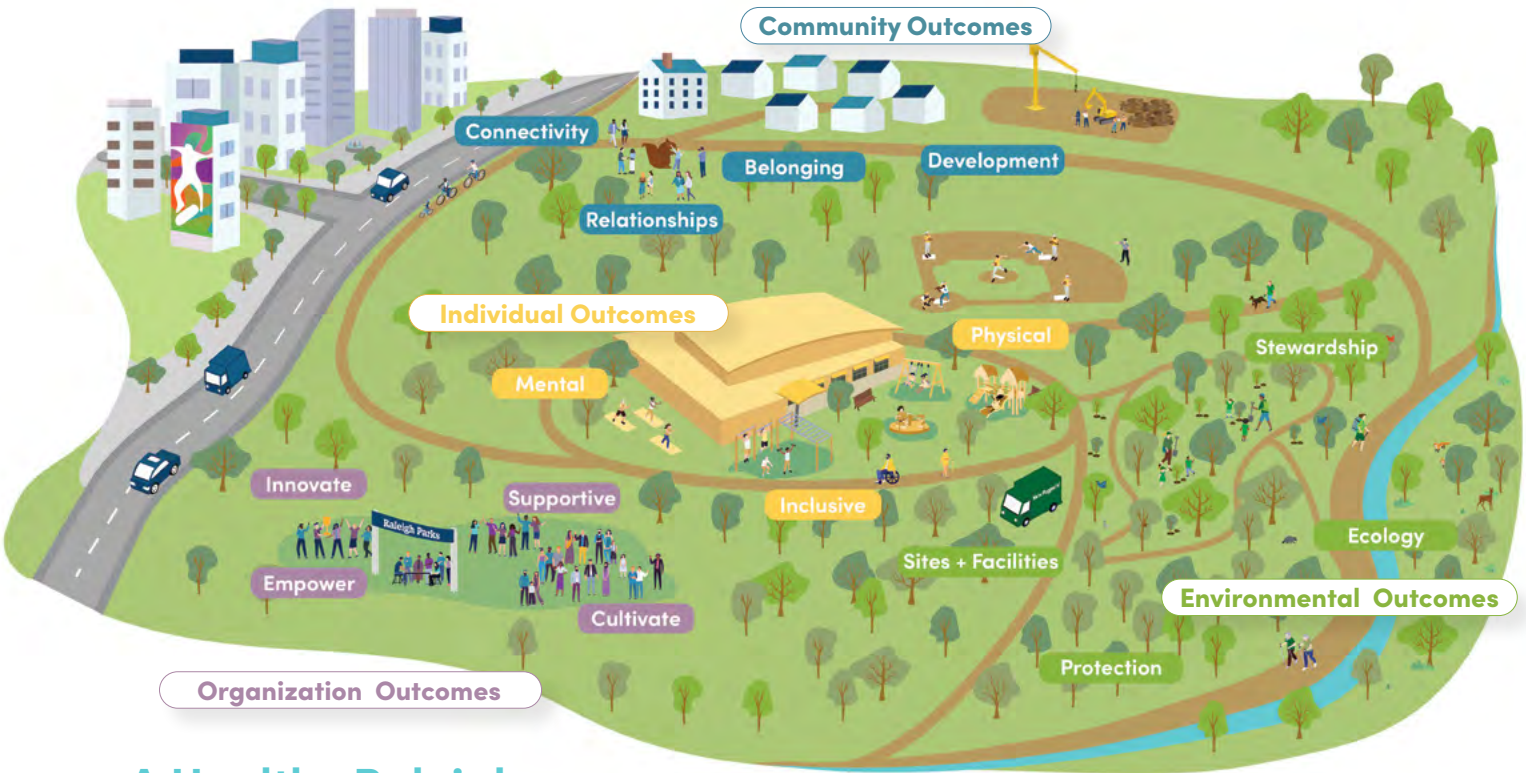 Community Outcomes
Connectivity
Belonging
Development
Relationships
Individual Outcomes
Physical
Stewardship
Mental
Innovate
Supportive
Inclusive
Raleigh Parks
Ecology
Sites + Facilities
Empower
Environmental Outcomes
Cultivate
Protection
Organization Outcomes